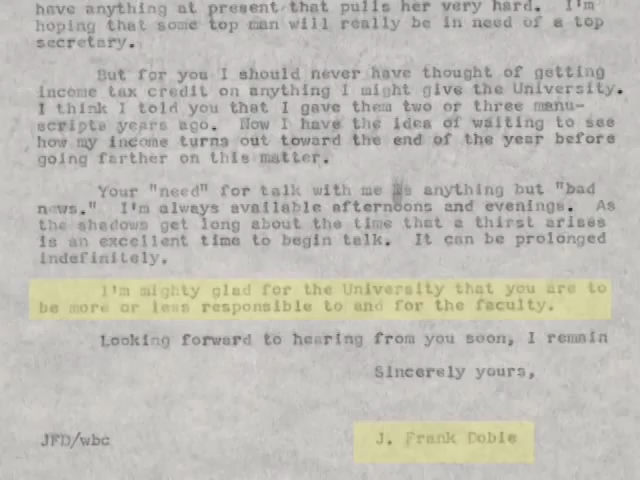 have anything at present that pulls her very hard. I'm
hoping that some top man will really be in need of a top
secretary.
But for you I should never have thought of getting
income tax credit on anything I might give the University.
I think I told you that I gave them two or three manu-
scripts years ago. Now I have the idea of waiting to see
how my income turns out toward the end of the year before
going farther on this matter.
Your "need" for talk with me is anything but "bad
news." I'm always available afternoons and evenings. As
the shadows get long about the time that a thirst arises
is an excellent time to begin talk. It can be prolonged
indefinitely.
I'm mighty glad for the University that you are to
be more or less responsible to and for the faculty.
Looking forward to hearing from you soon, I remain
Sincerely yours,
JFD/wbc
J. Frank Dobie